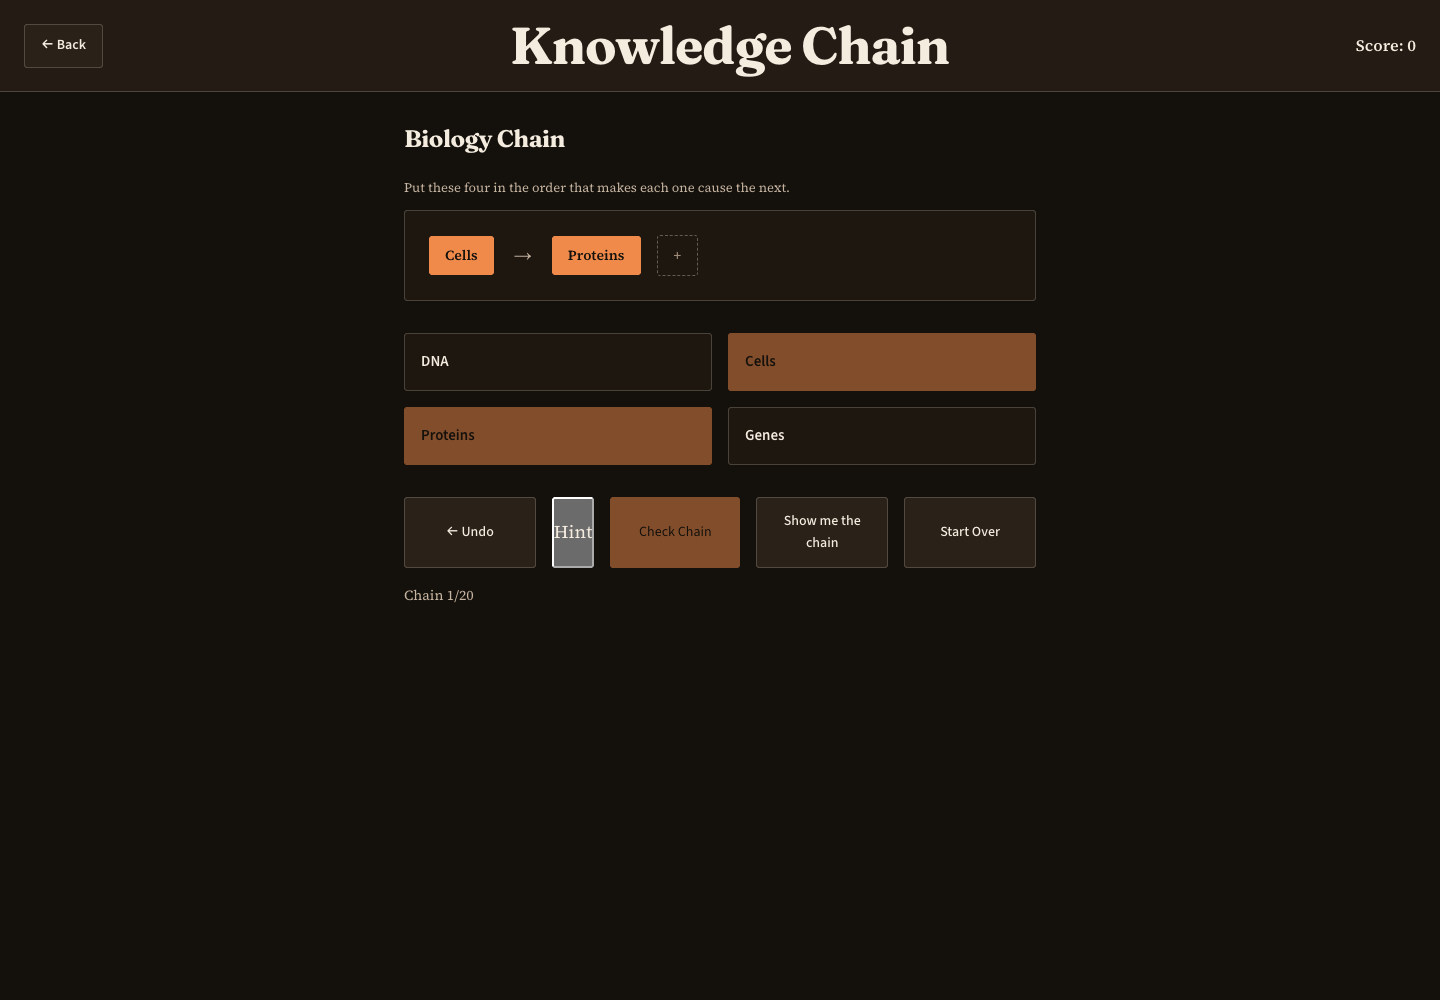 ← Back
Knowledge Chain
Score: 0
Biology Chain
Put these four in the order that makes each one cause the next.
Cells → Proteins +
DNA
Cells
Proteins
Genes
← Undo
Hint
Check Chain
Show me the
chain
Start Over
Chain 1/20